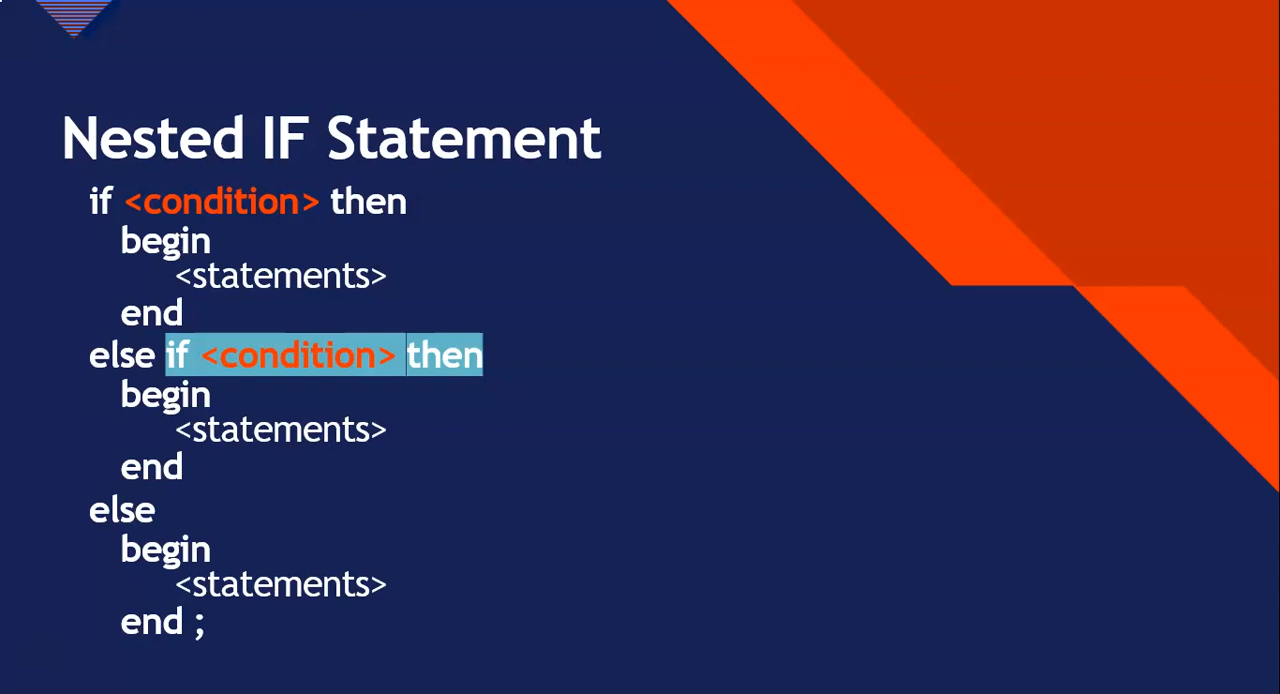 Nested IF Statement
if <condition> then
begin
<statements>
end
else if <condition> then
begin
<statements>
end
else
begin
<statements>
end ;